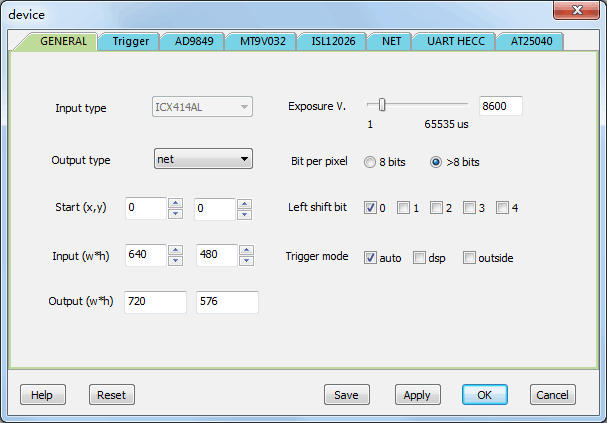 device
GENERAL Trigger AD9849 MT9V032 ISL12026 NET UART HECC AT25040
Input type ICX414AL Exposure V. 8600
1 65535 us
Output type net Bit per pixel 8 bits >8 bits
Start (x,y) 0 0 Left shift bit 0 1 2 3 4
Input (w*h) 640 480 Trigger mode auto dsp outside
Output (w*h) 720 576
Help Reset Save Apply OK Cancel